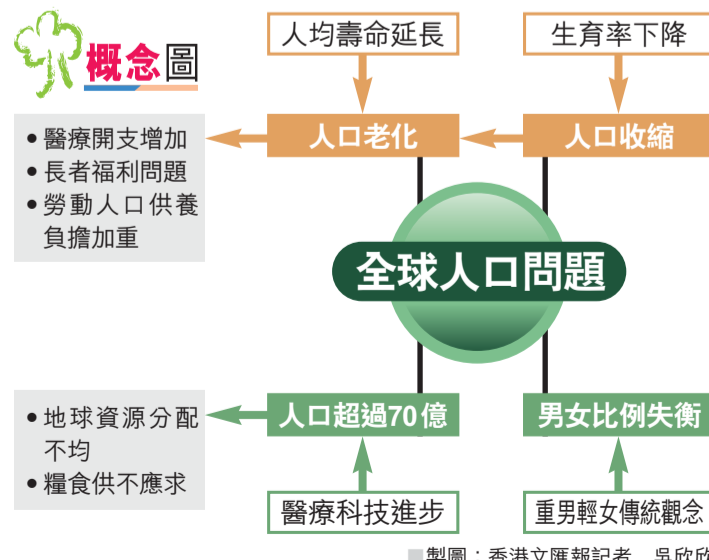 概念圖
人均壽命延長
生育率下降
人口老化
人口收縮
• 醫療開支增加
• 長者福利問題
• 勞動人口供養
負擔加重
全球人口問題
人口超過70億
男女比例失衡
• 地球資源分配
不均
• 糧食供不應求
醫療科技進步
重男輕女傳統觀念
■製圖：香港文匯報記者 吳欣欣